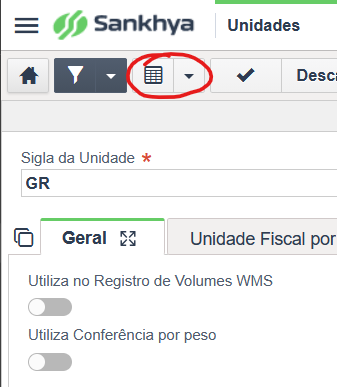 Sankhya
Unidades
Desca
Sigla da Unidade *
GR
Geral
Unidade Fiscal por
Utiliza no Registro de Volumes WMS
Utiliza Conferência por peso